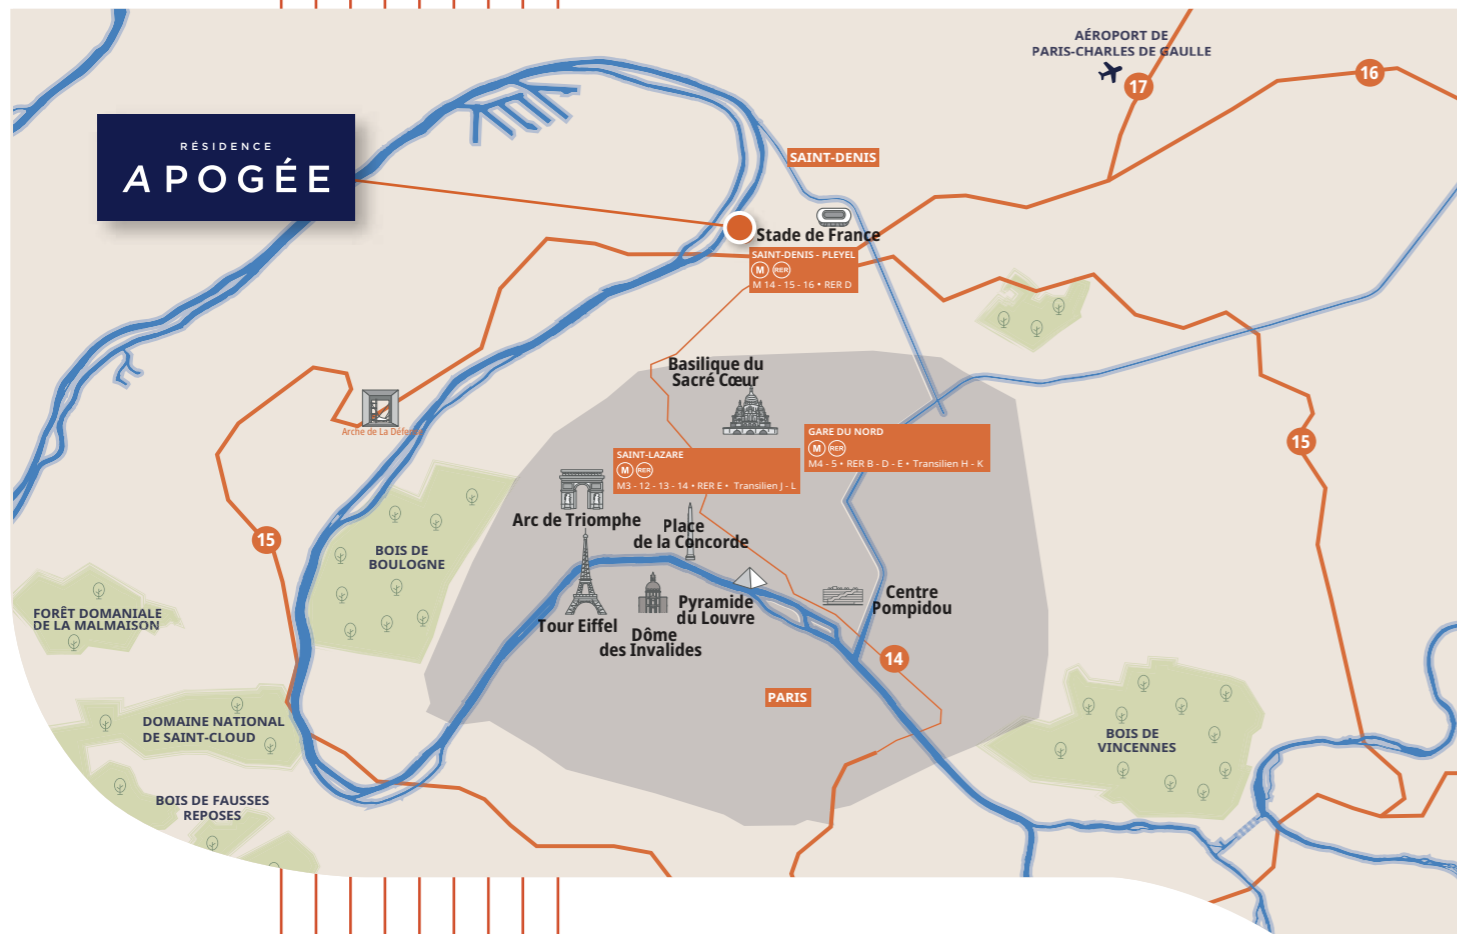 AÉROPORT DE
PARIS-CHARLES DE GAULLE
17
16
RÉSIDENCE
APOGÉE
SAINT-DENIS
Stade de France
SAINT-DENIS - PLEYEL
M RER
M 14 - 15 - 16 • RER D
Basilique du
Sacré Cœur
Arche de La Défense
GARE DU NORD
M RER
M4 - 5 • RER B - D - E • Transilien H - K
15
SAINT-LAZARE
M RER
M3 - 12 - 13 - 14 • RER E • Transilien J - L
Arc de Triomphe
Place
de la Concorde
15
BOIS DE
BOULOGNE
FORÊT DOMANIALE
DE LA MALMAISON
Tour Eiffel
Dôme
des Invalides
Pyramide
du Louvre
Centre
Pompidou
14
PARIS
DOMAINE NATIONAL
DE SAINT-CLOUD
BOIS DE
VINCENNES
BOIS DE FAUSSES
REPOSES